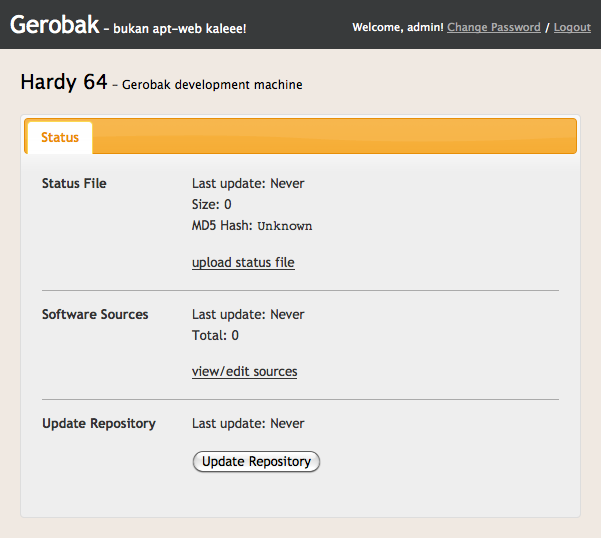 Gerobak – bukan apt-web kaleee!
Welcome, admin! Change Password / Logout
Hardy 64 – Gerobak development machine
Status
Status File
Last update: Never
Size: 0
MD5 Hash: Unknown
upload status file
Software Sources
Last update: Never
Total: 0
view/edit sources
Update Repository
Last update: Never
Update Repository